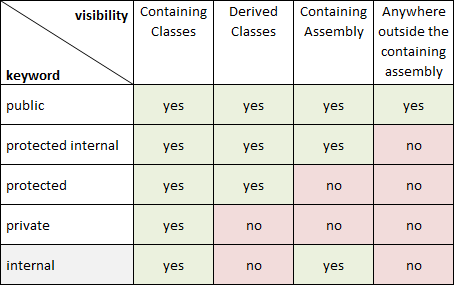 visibility
keyword
Containing Classes
Derived Classes
Containing Assembly
Anywhere outside the containing assembly
public yes yes yes yes
protected internal yes yes yes no
protected yes yes no no
private yes no no no
internal yes no yes no